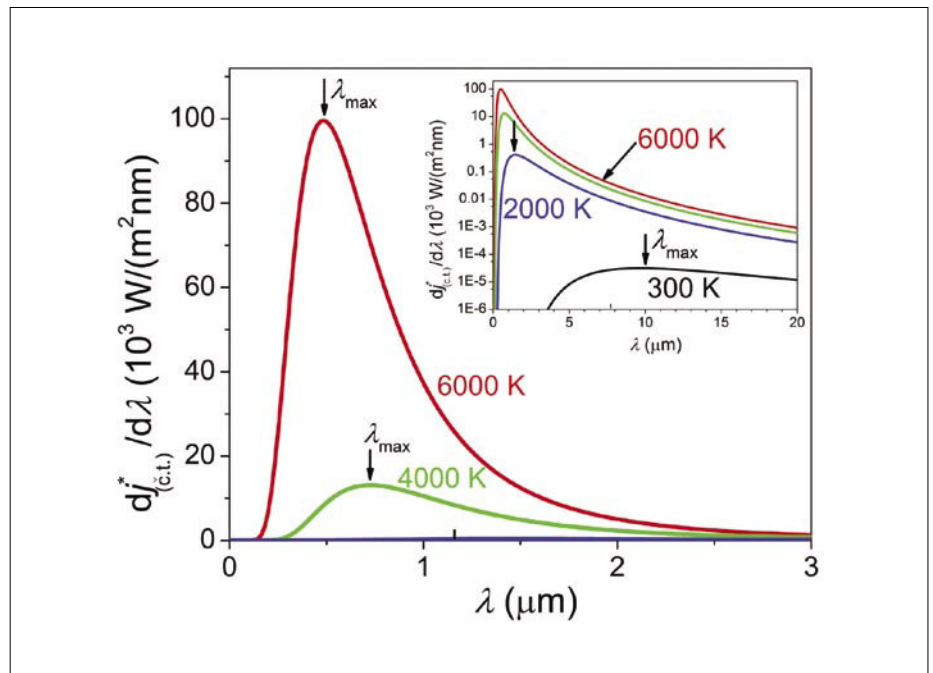 λmax
100
80
60
40
20
0
dj*(č.t.)/dλ (10³ W/(m²nm)
6000 K
λmax
4000 K
0
1
2
3
λ (μm)
100
10
1
0.1
0.01
1E-3
1E-4
1E-5
1E-6
dj*(č.t.)/dλ (10³ W/(m²nm)
6000 K
2000 K
λmax
300 K
0
5
10
15
20
λ (μm)